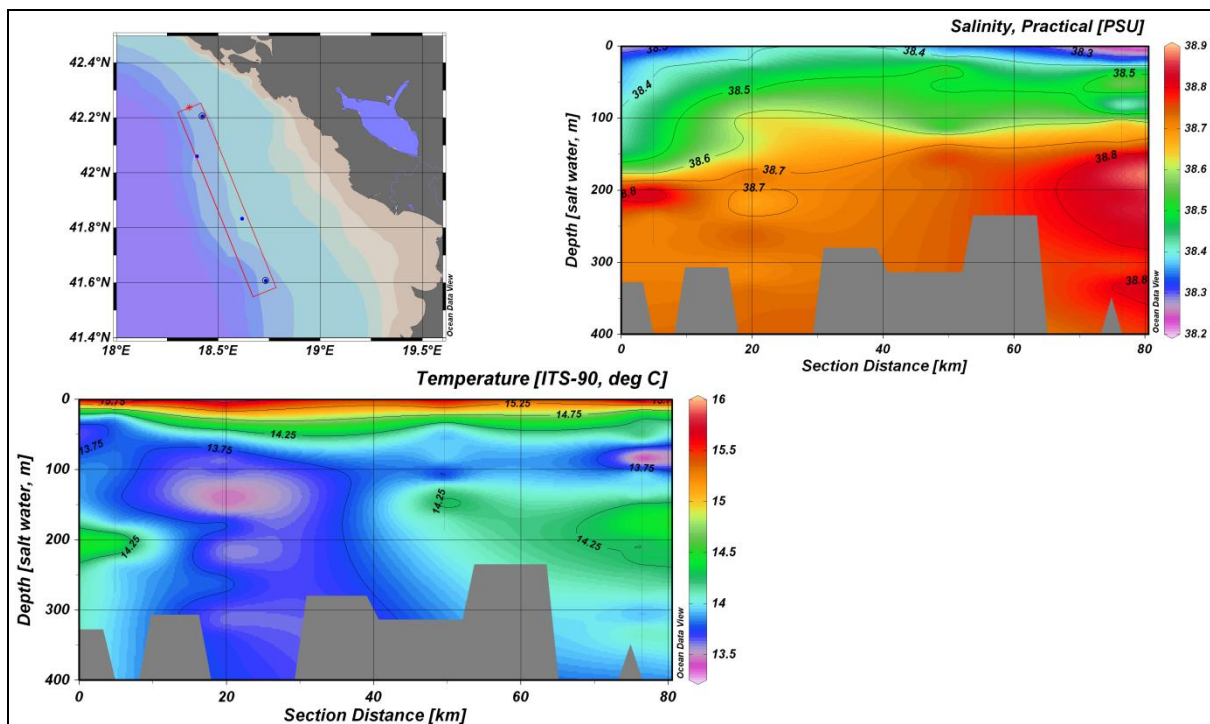 42.4°N
42.2°N
42°N
41.8°N
41.6°N
41.4°N
18°E 18.5°E 19°E 19.5°E
Ocean Data View
Salinity, Practical [PSU]
Depth [salt water, m]
0
100
200
300
400
0 20 40 60 80
Section Distance [km]
38.3
38.4
38.4
38.3
38.5
38.5
38.6
38.7
38.7
38.8
38.8
38.8
Ocean Data View
38.9
38.8
38.7
38.6
38.5
38.4
38.3
38.2
Temperature [ITS-90, deg C]
Depth [salt water, m]
0
100
200
300
400
0 20 40 60 80
Section Distance [km]
15.75
15.25
14.75
14.25
13.75
13.75
13.75
14.25
14.25
14.25
Ocean Data View
16
15.5
15
14.5
14
13.5